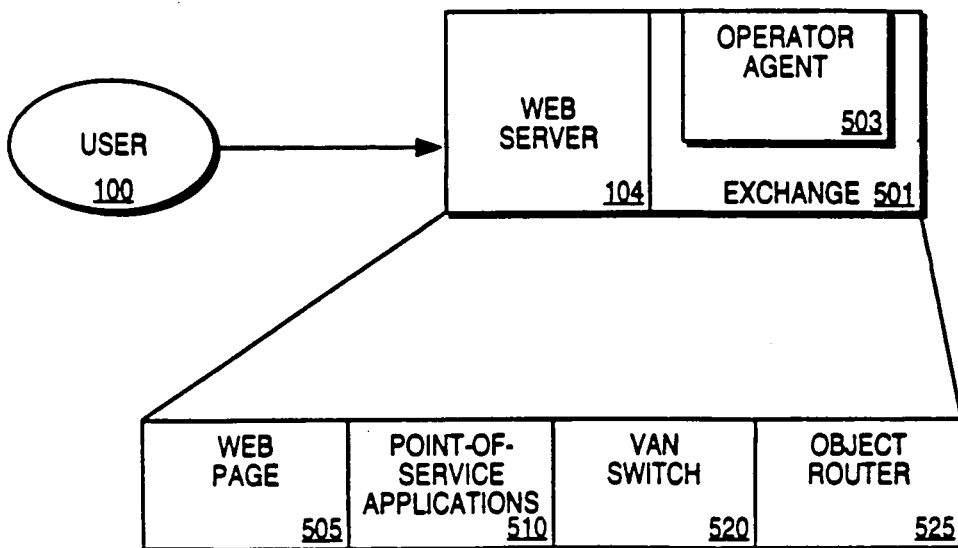 USER
100
WEB
SERVER
104
OPERATOR
AGENT
503
EXCHANGE 501
WEB
PAGE
505
POINT-OF-
SERVICE
APPLICATIONS
510
VAN
SWITCH
520
OBJECT
ROUTER
525